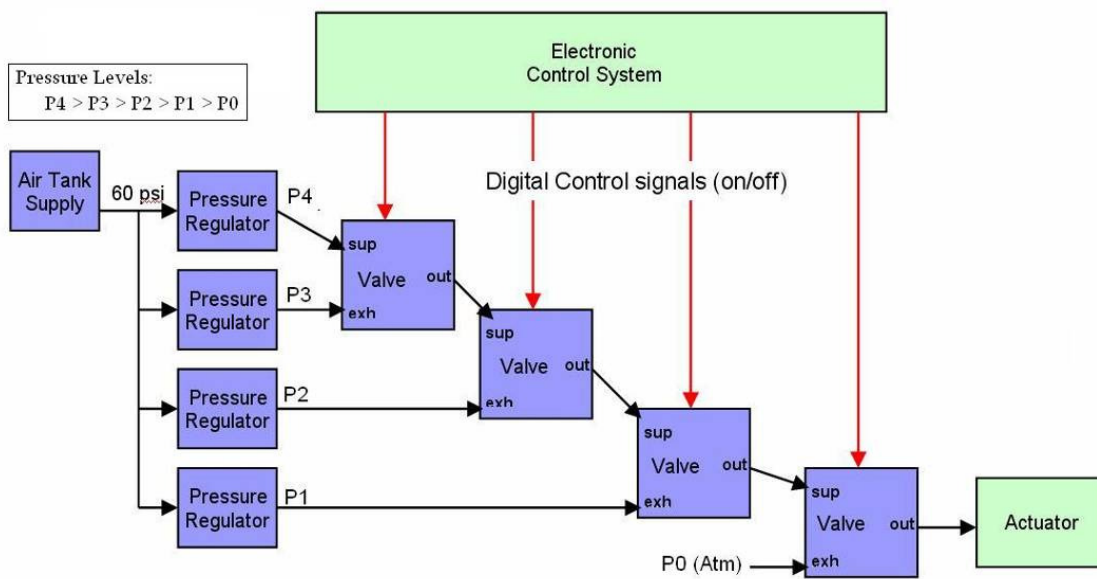 Electronic
Control System
Pressure Levels:
P4 > P3 > P2 > P1 > P0
Air Tank
Supply
60 psi
Pressure
Regulator
P4
Digital Control signals (on/off)
sup
Valve
out
exh
Pressure
Regulator
P3
sup
Valve
out
exh
Pressure
Regulator
P2
sup
Valve
out
exh
Pressure
Regulator
P1
sup
Valve
out
exh
P0 (Atm)
Actuator